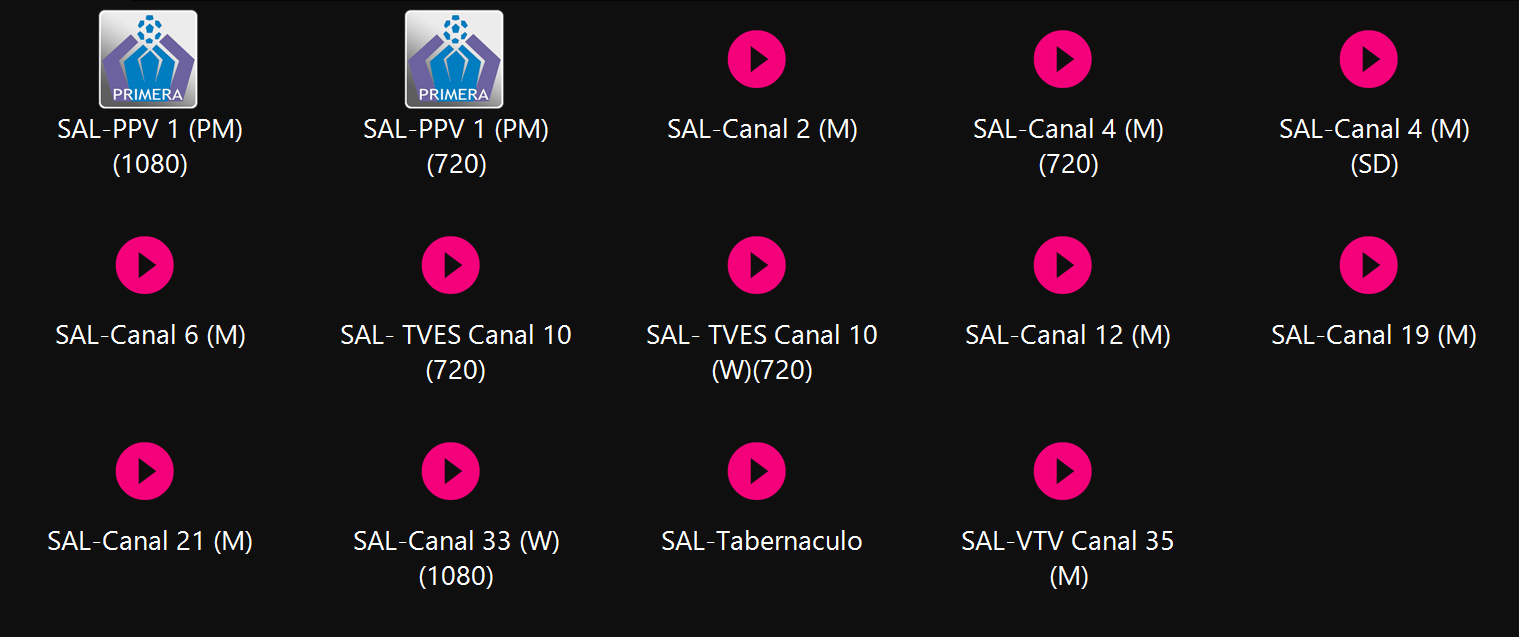 PRIMERA
SAL-PPV 1 (PM)
(1080)
PRIMERA
SAL-PPV 1 (PM)
(720)
SAL-Canal 2 (M)
SAL-Canal 4 (M)
(720)
SAL-Canal 4 (M)
(SD)
SAL-Canal 6 (M)
SAL- TVES Canal 10
(720)
SAL- TVES Canal 10
(W)(720)
SAL-Canal 12 (M)
SAL-Canal 19 (M)
SAL-Canal 21 (M)
SAL-Canal 33 (W)
(1080)
SAL-Tabernaculo
SAL-VTV Canal 35
(M)